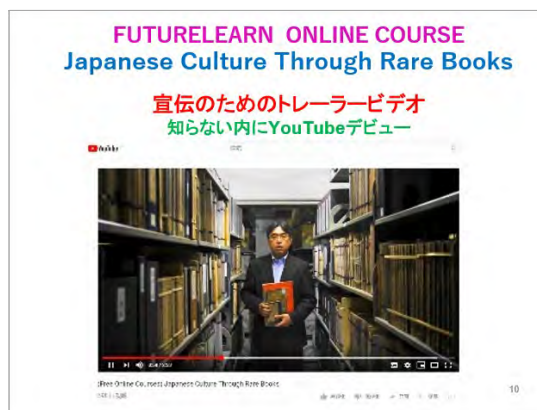 FUTURELEARN ONLINE COURSE
Japanese Culture Through Rare Books
宣伝のためのトレーラービデオ
知らない内にYouTubeデビュー
YouTube
(Free Online Courses) Japanese Culture Through Rare Books
10